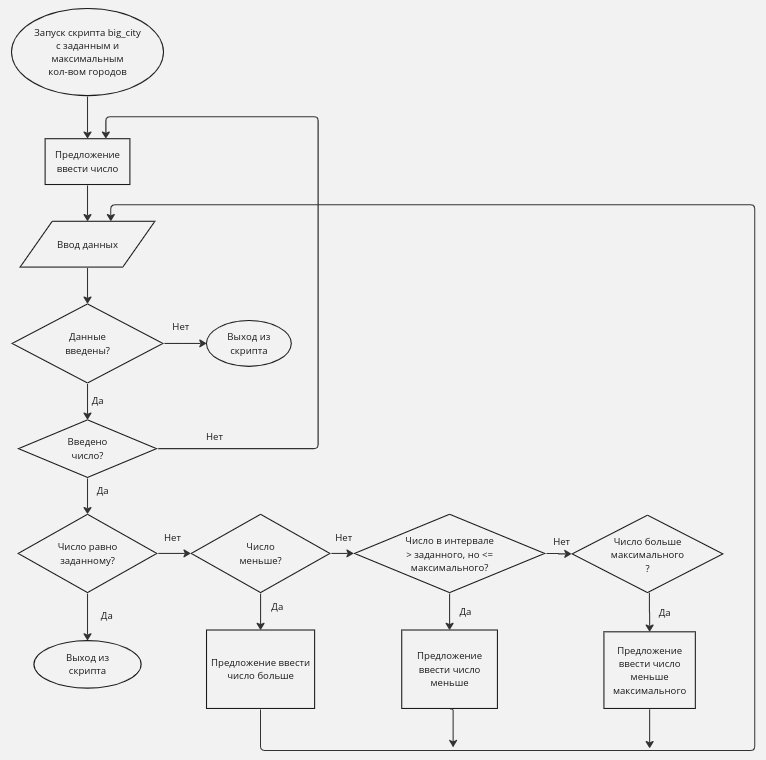 Запуск скрипта big_city
с заданным и
максимальным
кол-вом городов
Предложение
ввести число
Ввод данных
Данные
введены?
Нет
Выход из
скрипта
Да
Введено
число?
Нет
Да
Число равно
заданному?
Нет
Число
меньше?
Нет
Число в интервале
> заданного, но <=
максимального?
Нет
Число больше
максимального
?
Да
Да
Да
Да
Выход из
скрипта
Предложение ввести
число больше
Предложение
ввести число
меньше
Предложение
ввести число
меньше
максимального